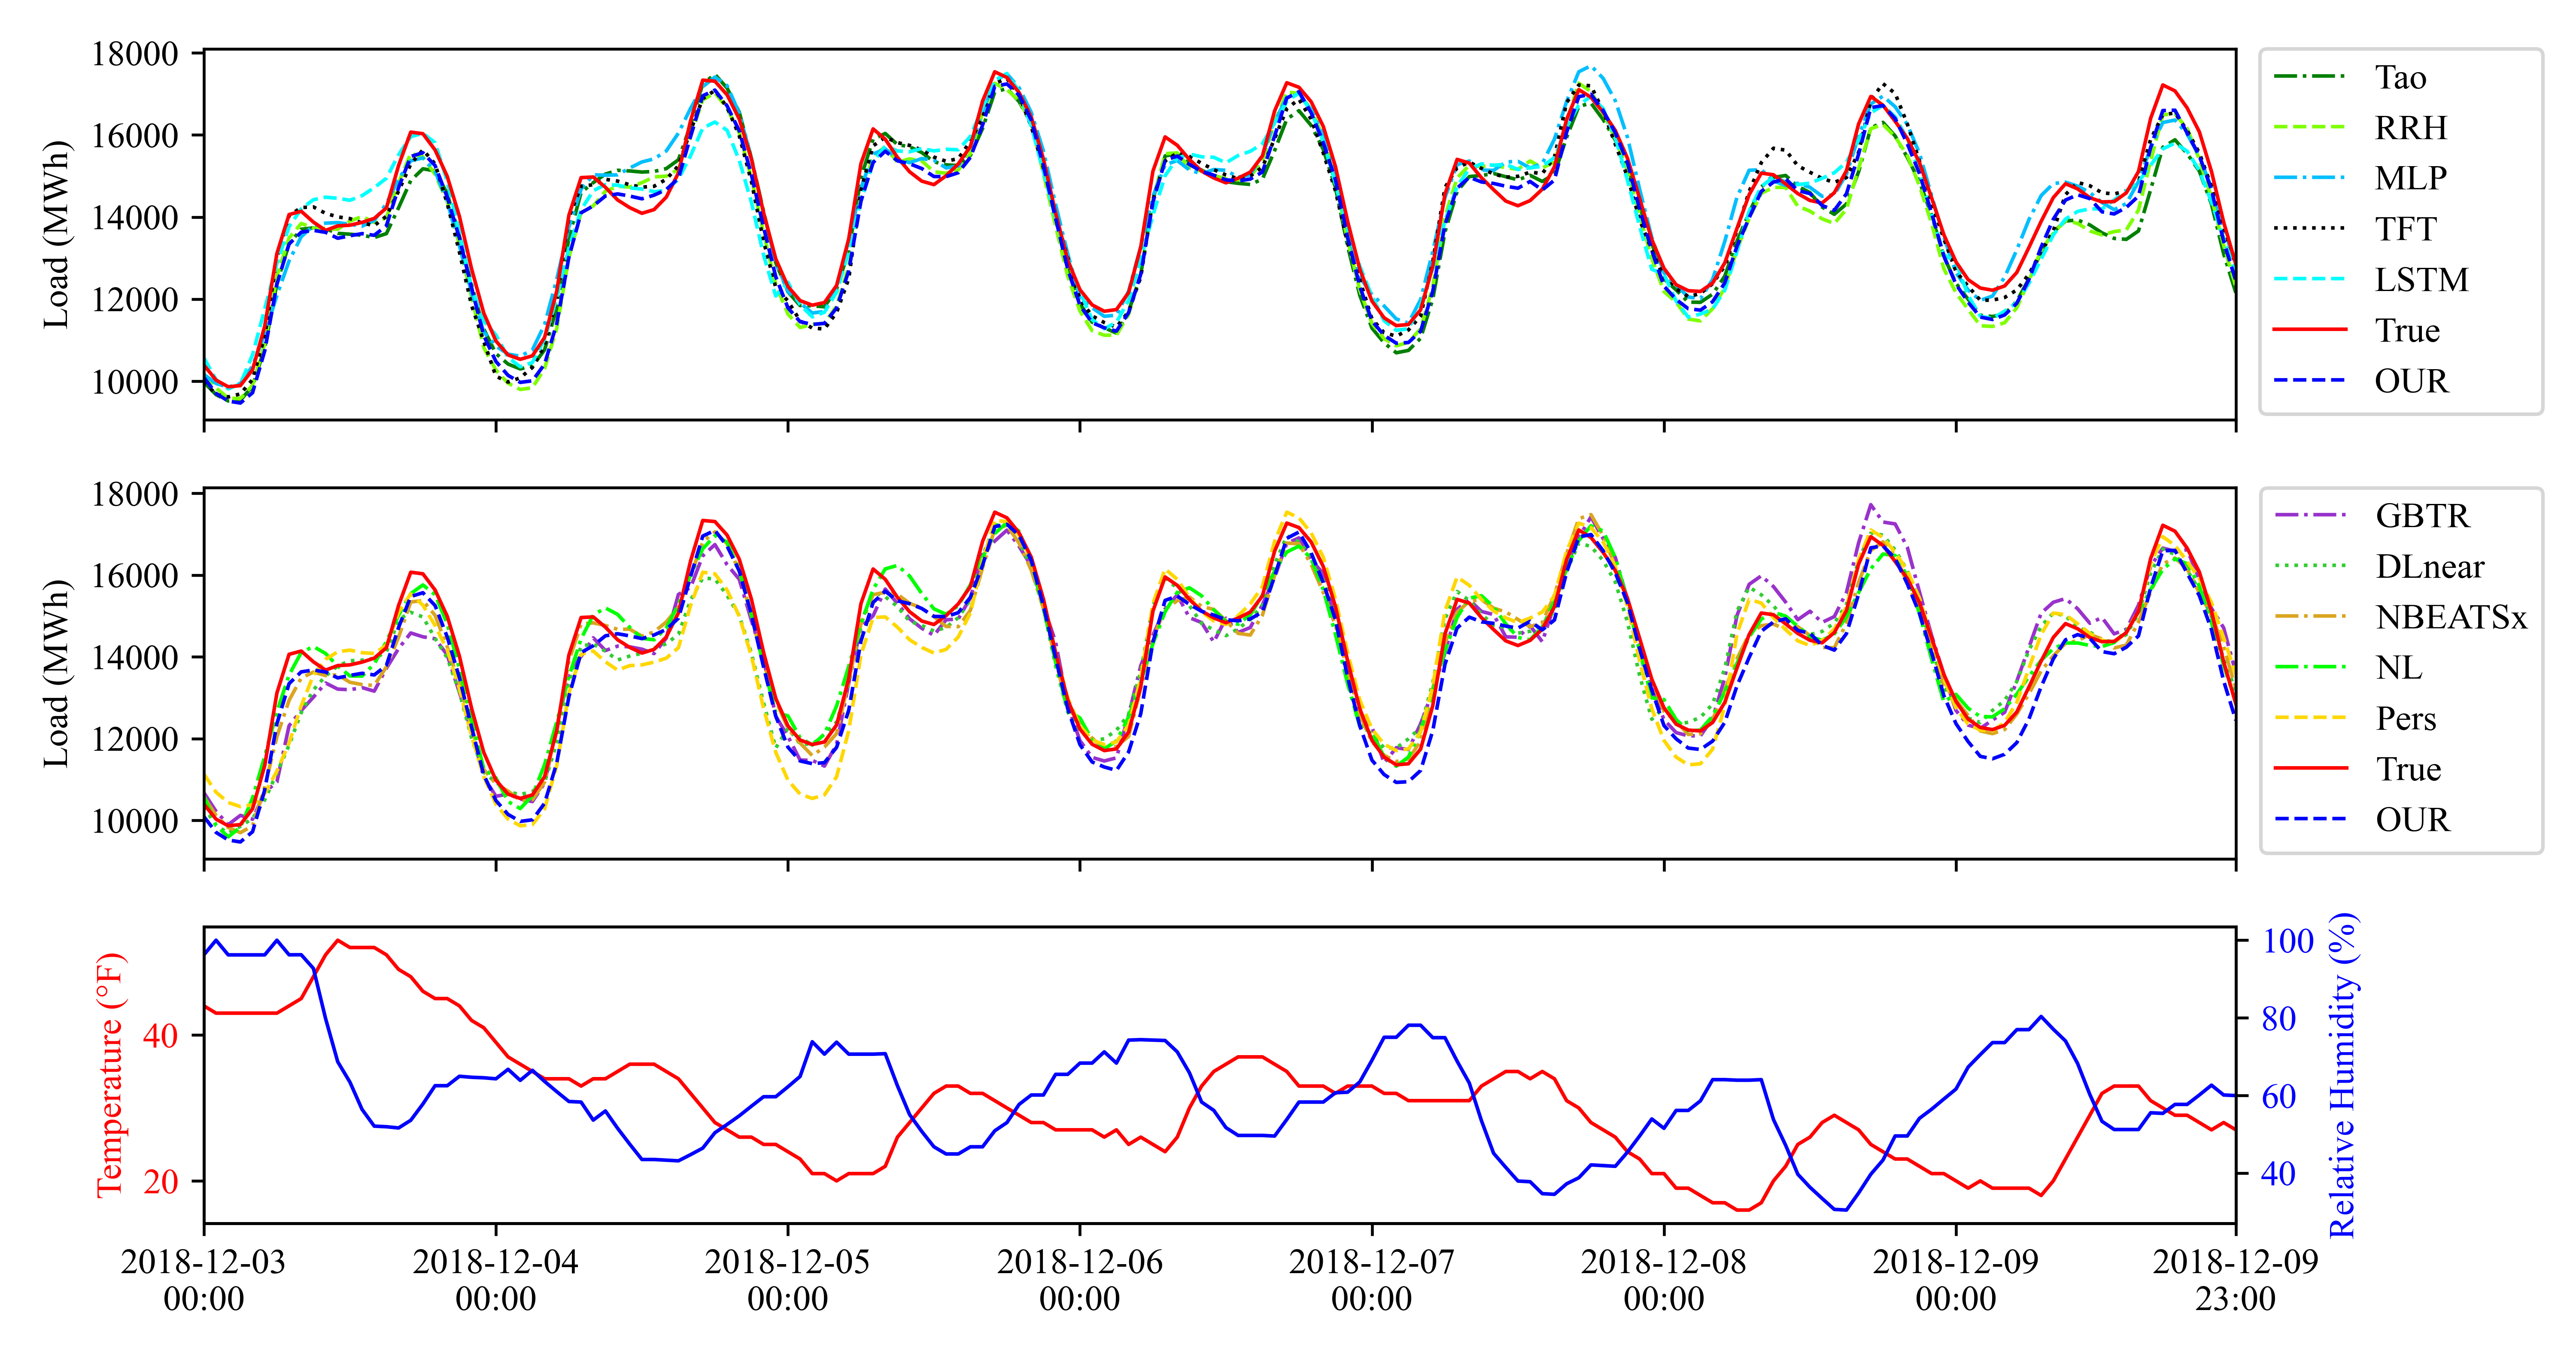 18000
16000
14000
12000
10000
Load (MWh)
Tao
RRH
MLP
TFT
LSTM
True
OUR
18000
16000
14000
12000
10000
Load (MWh)
GBTR
DLnear
NBEATSx
NL
Pers
True
OUR
40
20
Temperature (°F)
100
80
60
40
Relative Humidity (%)
2018-12-03
00:00
2018-12-04
00:00
2018-12-05
00:00
2018-12-06
00:00
2018-12-07
00:00
2018-12-08
00:00
2018-12-09
00:00
2018-12-09
23:00